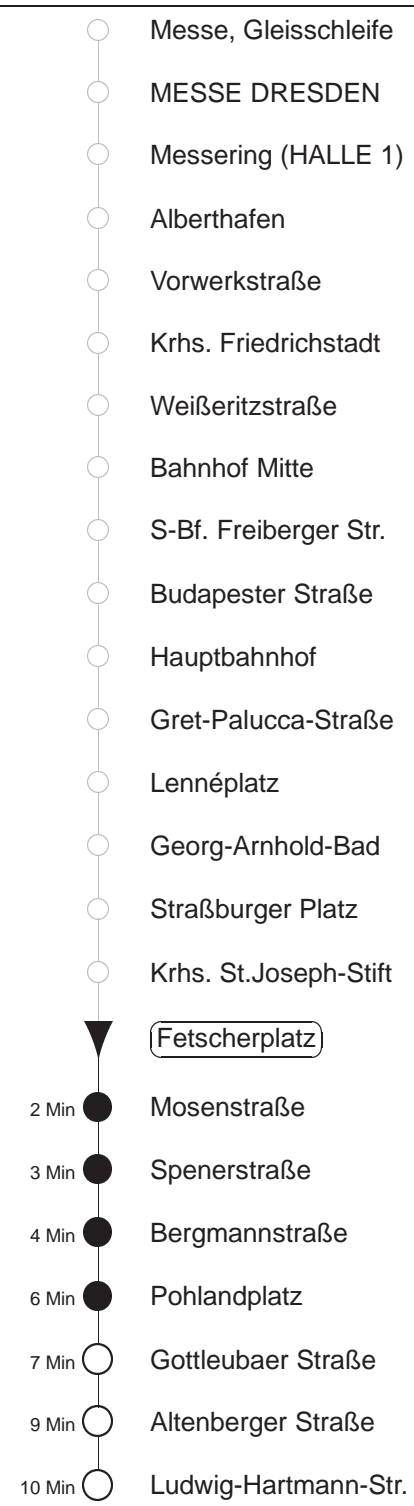 Messe, Gleisschleife
MESSE DRESDEN
Messering (HALLE 1)
Alberthafen
Vorwerkstraße
Krhs. Friedrichstadt
Weißeritzstraße
Bahnhof Mitte
S-Bf. Freiberger Str.
Budapester Straße
Hauptbahnhof
Gret-Palucca-Straße
Lennéplatz
Georg-Arnhold-Bad
Straßburger Platz
Krhs. St.Joseph-Stift
Fetscherplatz
2 Min Mosenstraße
3 Min Spenerstraße
4 Min Bergmannstraße
6 Min Pohlandplatz
7 Min Gottleubaer Straße
9 Min Altenberger Straße
10 Min Ludwig-Hartmann-Str.